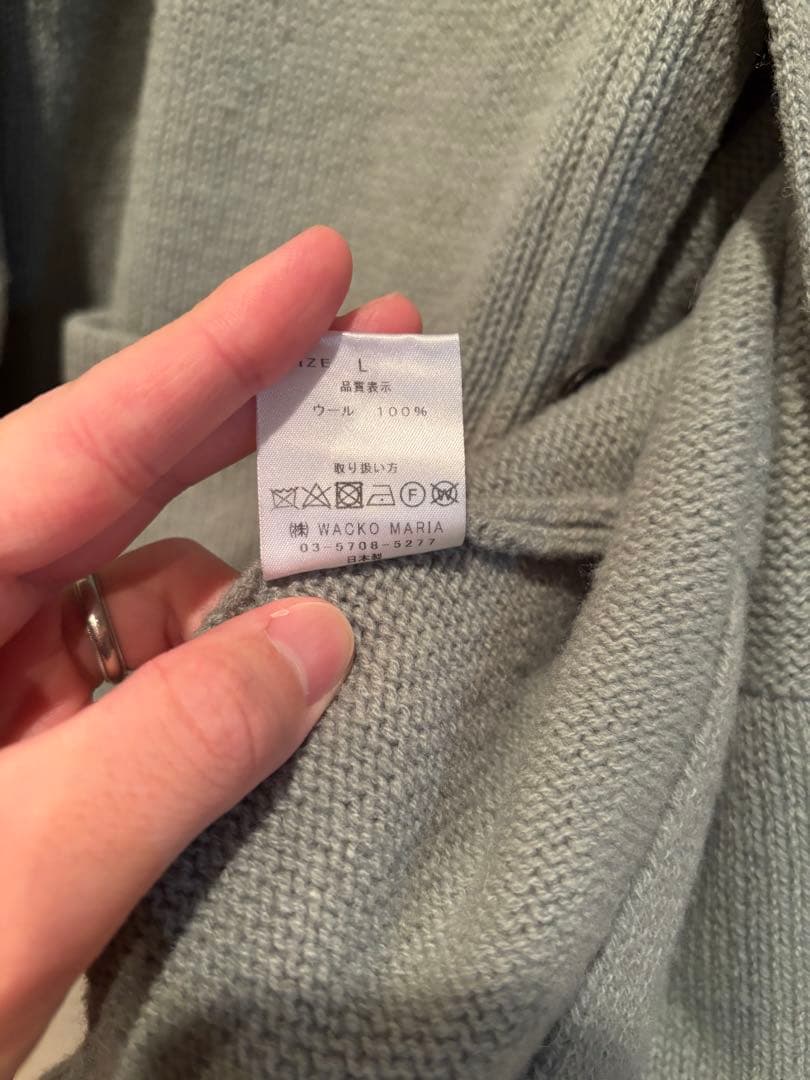 IZE L
品質表示
ウール 100%
取り扱い方
F W
(株) WACKO MARIA
03-5708-5277
日本製